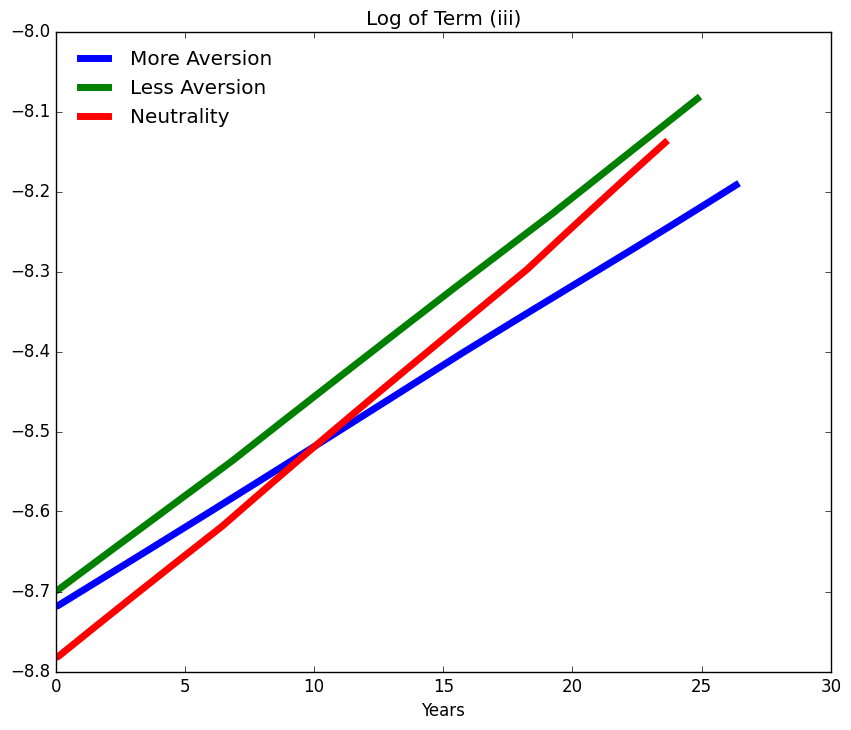 Log of Term (iii)
−8.0
−8.1
−8.2
−8.3
−8.4
−8.5
−8.6
−8.7
−8.8
More Aversion
Less Aversion
Neutrality
0 5 10 15 20 25 30
Years